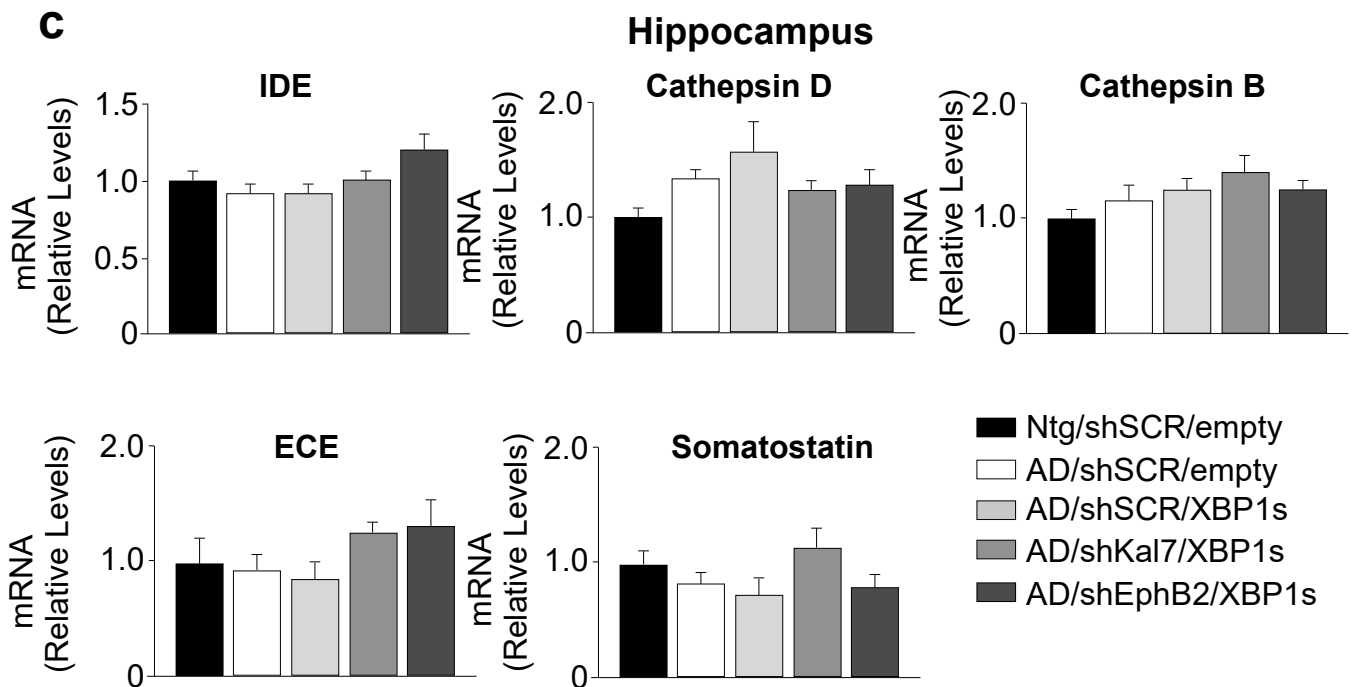 c
Hippocampus
IDE
mRNA
(Relative Levels)
1.5
1.0
0.5
0
Cathepsin D
mRNA
(Relative Levels)
2.0
1.0
0
Cathepsin B
mRNA
(Relative Levels)
2.0
1.0
0
ECE
mRNA
(Relative Levels)
2.0
1.0
0
Somatostatin
mRNA
(Relative Levels)
2.0
1.0
0
Ntg/shSCR/empty
AD/shSCR/empty
AD/shSCR/XBP1s
AD/shKal7/XBP1s
AD/shEphB2/XBP1s